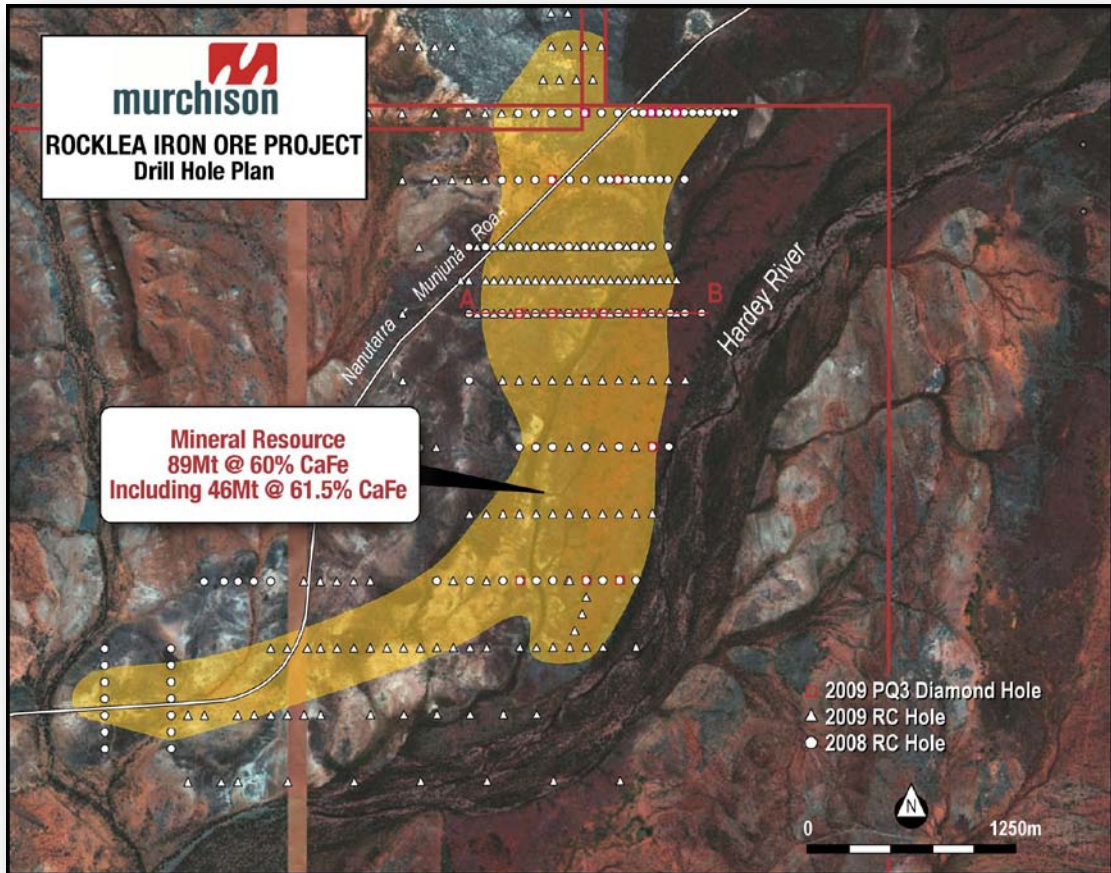 murchison
ROCKLEA IRON ORE PROJECT
Drill Hole Plan
Nanutarra - Munjuna Road
A
B
Hardey River
Mineral Resource
89Mt @ 60% CaFe
Including 46Mt @ 61.5% CaFe
2009 PQ3 Diamond Hole
2009 RC Hole
2008 RC Hole
N
0 1250m